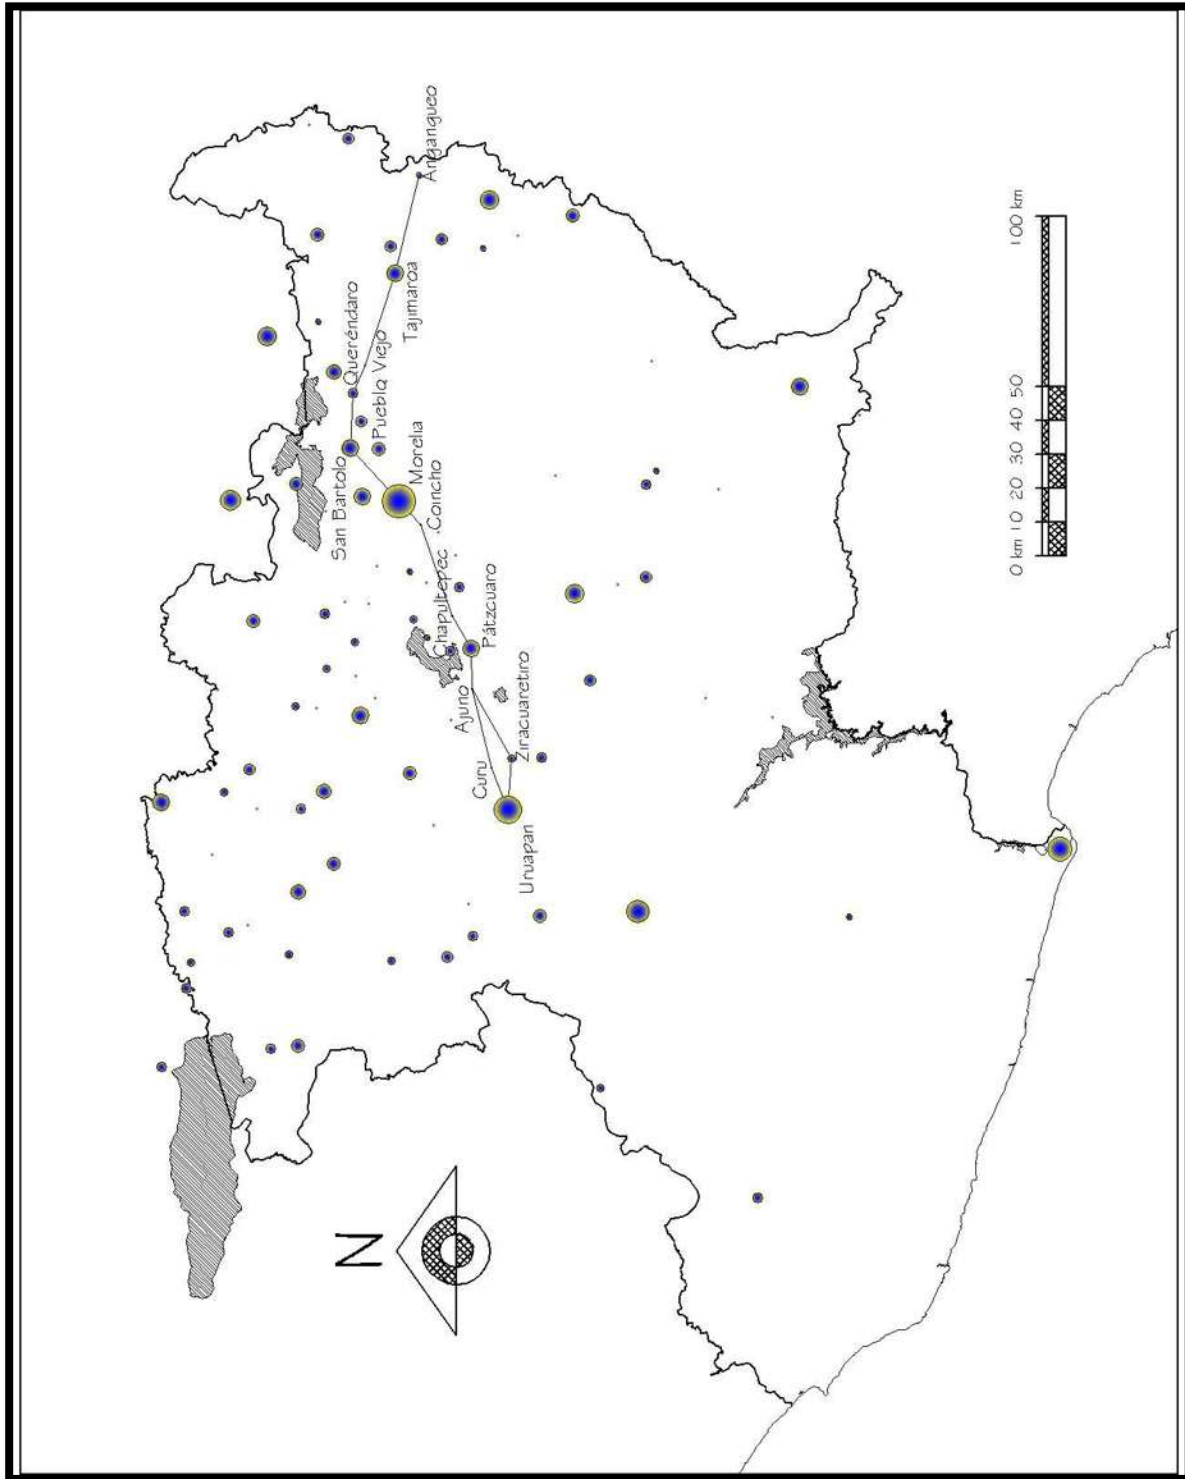 Angangueo
Tajimaroa
Queréndaro
Pueblo Viejo
San Bartolo
Morelia
Coincho
Chapultepec
Pátzcuaro
Ajuno
Ziracuaretiro
Curu
Uruapan
N
0 km 10 20 30 40 50 100 km